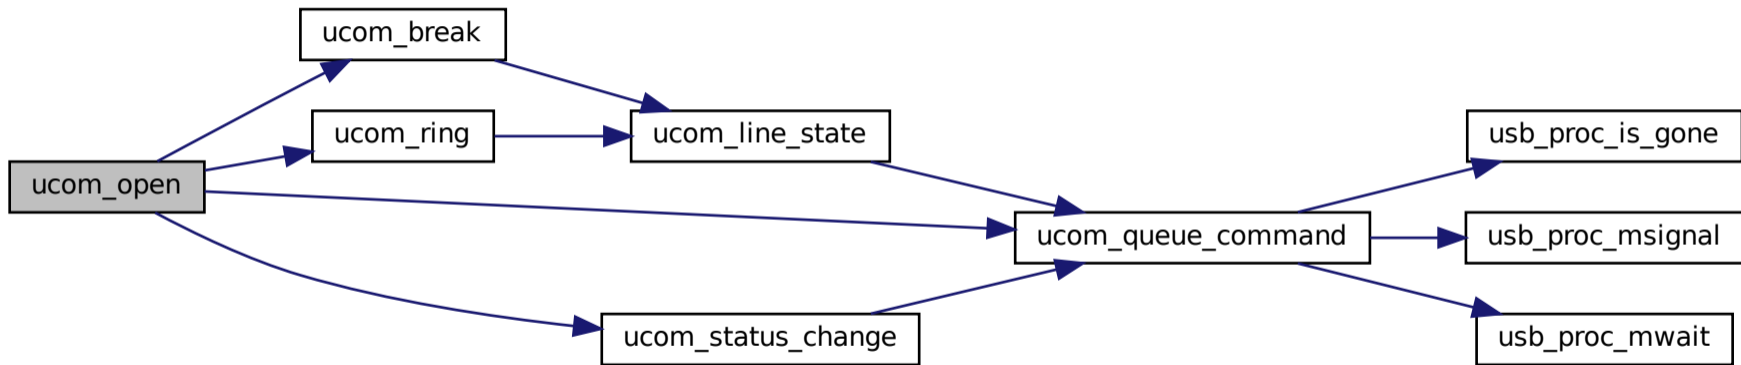 ucom_break
ucom_ring
ucom_line_state
usb_proc_is_gone
ucom_open
ucom_queue_command
usb_proc_msignal
ucom_status_change
usb_proc_mwait